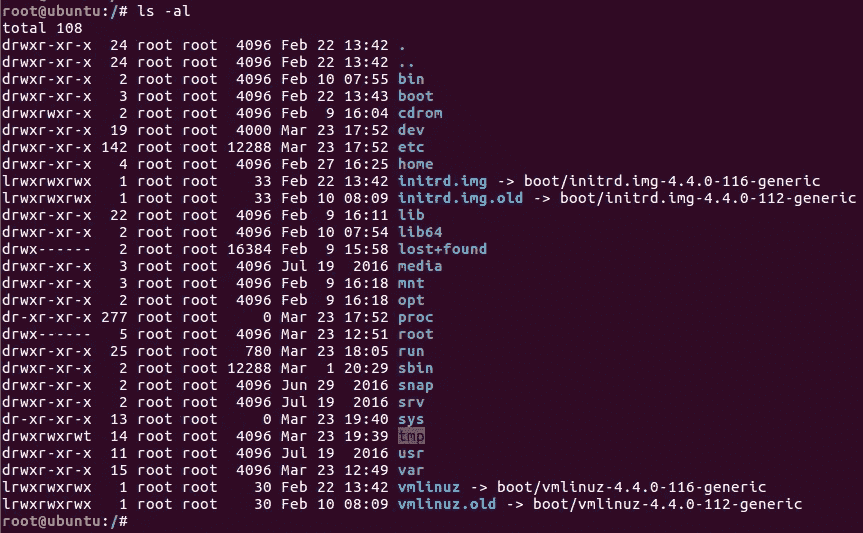 root@ubuntu:/# ls -al
total 108
drwxr-xr-x  24 root root  4096 Feb 22 13:42 .
drwxr-xr-x  24 root root  4096 Feb 22 13:42 ..
drwxr-xr-x   2 root root  4096 Feb 10 07:55 bin
drwxr-xr-x   3 root root  4096 Feb 22 13:43 boot
drwxrwxr-x   2 root root  4096 Feb  9 16:04 cdrom
drwxr-xr-x  19 root root  4000 Mar 23 17:52 dev
drwxr-xr-x 142 root root 12288 Mar 23 17:52 etc
drwxr-xr-x   4 root root  4096 Feb 27 16:25 home
lrwxrwxrwx   1 root root    33 Feb 22 13:42 initrd.img -> boot/initrd.img-4.4.0-116-generic
lrwxrwxrwx   1 root root    33 Feb 10 08:09 initrd.img.old -> boot/initrd.img-4.4.0-112-generic
drwxr-xr-x  22 root root  4096 Feb  9 16:11 lib
drwxr-xr-x   2 root root  4096 Feb 10 07:54 lib64
drwx------   2 root root 16384 Feb  9 15:58 lost+found
drwxr-xr-x   3 root root  4096 Jul 19  2016 media
drwxr-xr-x   3 root root  4096 Feb  9 16:18 mnt
drwxr-xr-x   2 root root  4096 Feb  9 16:18 opt
dr-xr-xr-x 277 root root     0 Mar 23 17:52 proc
drwx------   5 root root  4096 Mar 23 12:51 root
drwxr-xr-x  25 root root   780 Mar 23 18:05 run
drwxr-xr-x   2 root root 12288 Mar  1 20:29 sbin
drwxr-xr-x   2 root root  4096 Jun 29  2016 snap
drwxr-xr-x   2 root root  4096 Jul 19  2016 srv
dr-xr-xr-x  13 root root     0 Mar 23 19:40 sys
drwxrwxrwt  14 root root  4096 Mar 23 19:39 tmp
drwxr-xr-x  11 root root  4096 Jul 19  2016 usr
drwxr-xr-x  15 root root  4096 Mar 23 12:49 var
lrwxrwxrwx   1 root root    30 Feb 22 13:42 vmlinuz -> boot/vmlinuz-4.4.0-116-generic
lrwxrwxrwx   1 root root    30 Feb 10 08:09 vmlinuz.old -> boot/vmlinuz-4.4.0-112-generic
root@ubuntu:/#